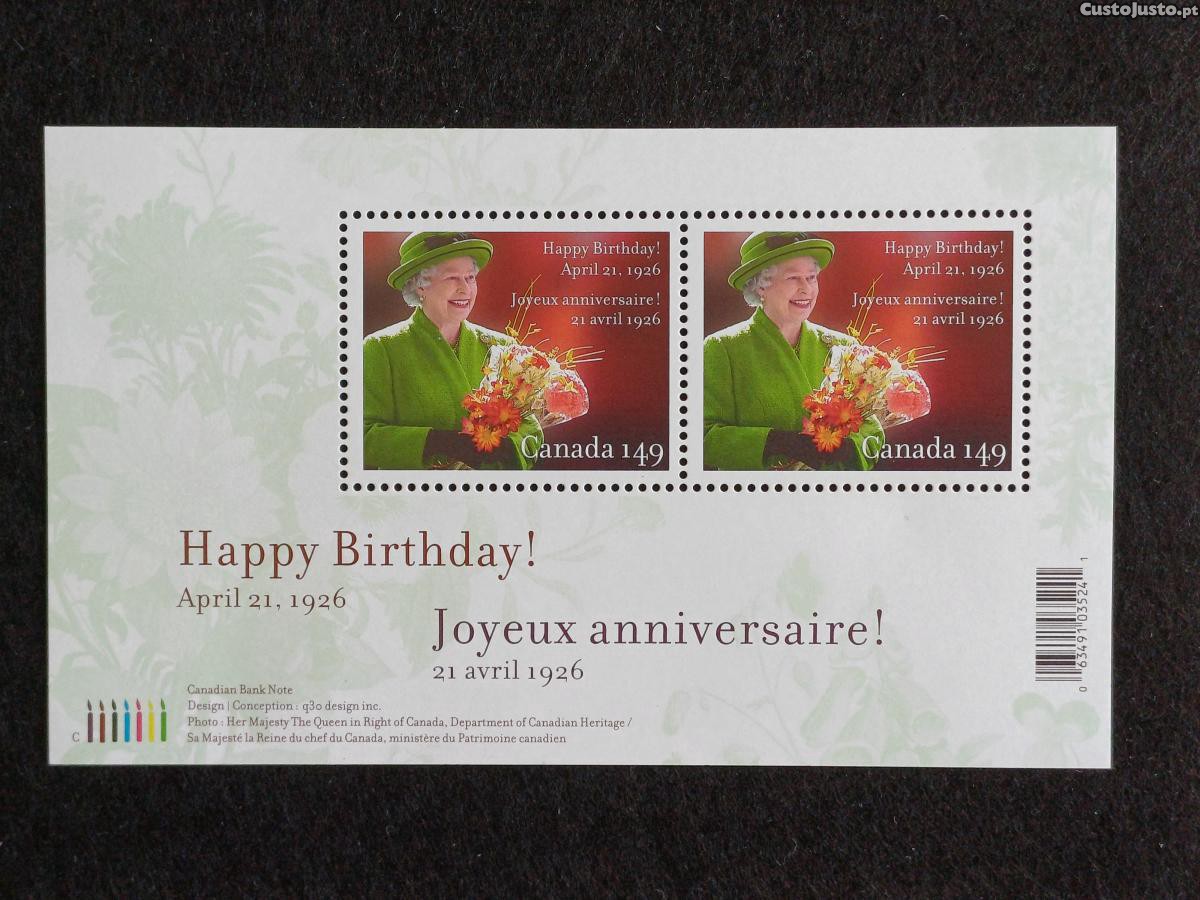 CustoJusto.pt
Happy Birthday!
April 21, 1926
Joyeux anniversaire!
21 avril 1926
Canada 149
Happy Birthday!
April 21, 1926
Joyeux anniversaire!
21 avril 1926
Canada 149
Happy Birthday!
April 21, 1926
Joyeux anniversaire!
21 avril 1926
Canadian Bank Note
Design | Conception : q30 design inc.
Photo : Her Majesty The Queen in Right of Canada, Department of Canadian Heritage /
Sa Majesté la Reine du chef du Canada, ministère du Patrimoine canadien
C
0 63491 03524 1